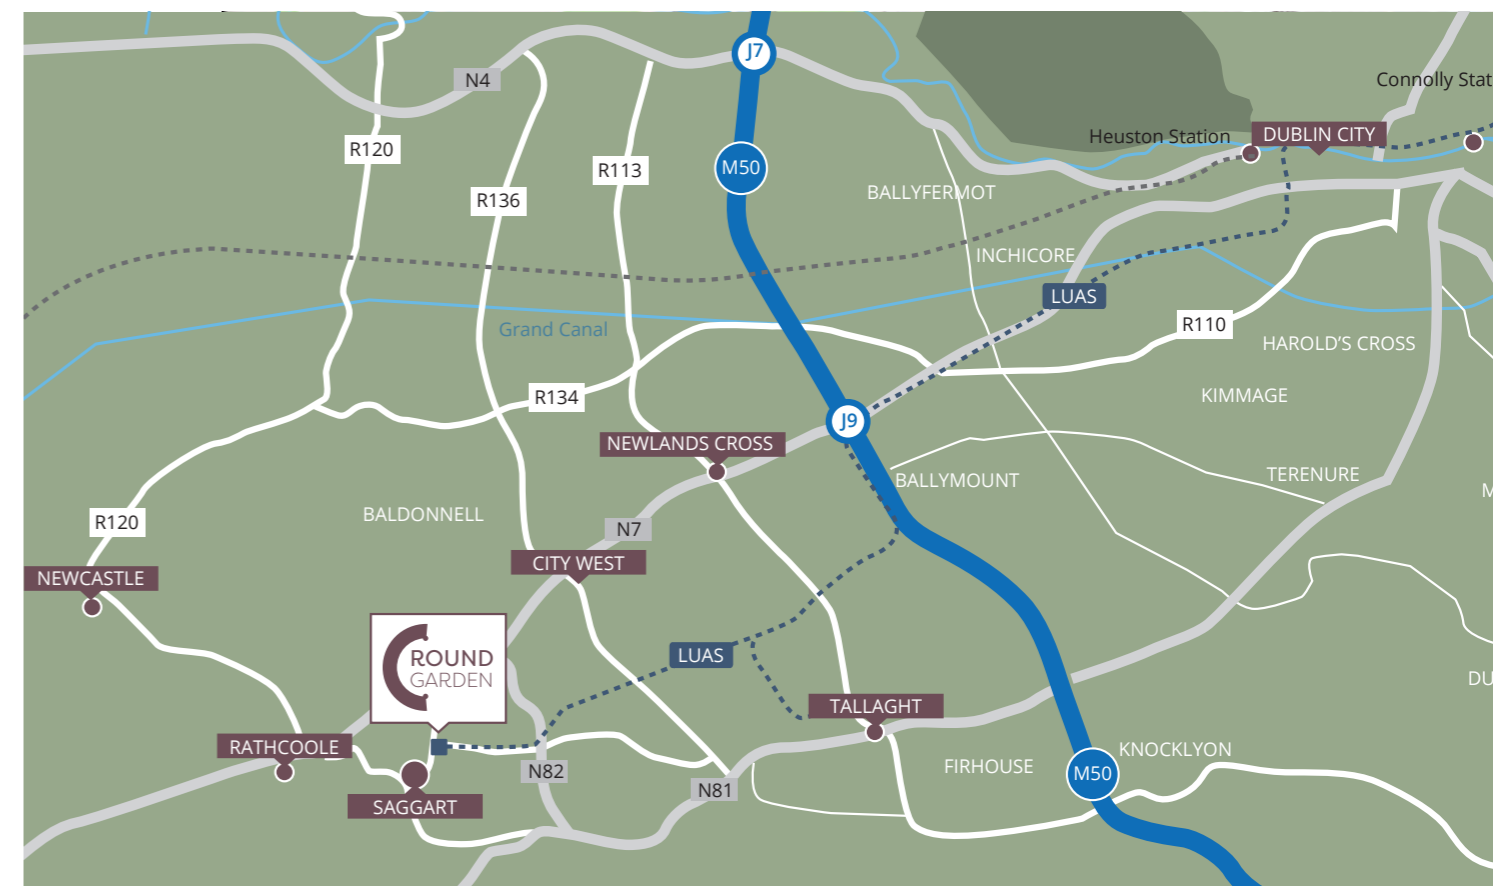 J7
Connolly Stat
N4
Heuston Station
DUBLIN CITY
R120
R113
M50
R136
BALLYFERMOT
INCHICORE
LUAS
Grand Canal
R110
HAROLD'S CROSS
R134
KIMMAGE
J9
NEWLANDS CROSS
TERENURE
BALLYMOUNT
M
BALDONNELL
R120
N7
CITY WEST
NEWCASTLE
ROUND
GARDEN
LUAS
DU
TALLAGHT
RATHCOOLE
KNOCKLYON
FIRHOUSE
N82
M50
N81
SAGGART